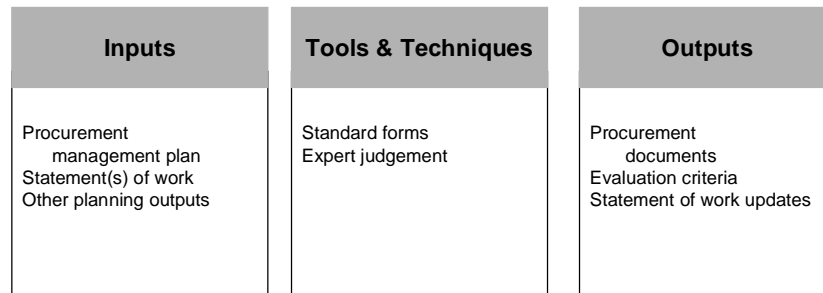 Inputs
Procurement
management plan
Statement(s) of work
Other planning outputs
Tools & Techniques
Standard forms
Expert judgement
Outputs
Procurement
documents
Evaluation criteria
Statement of work updates